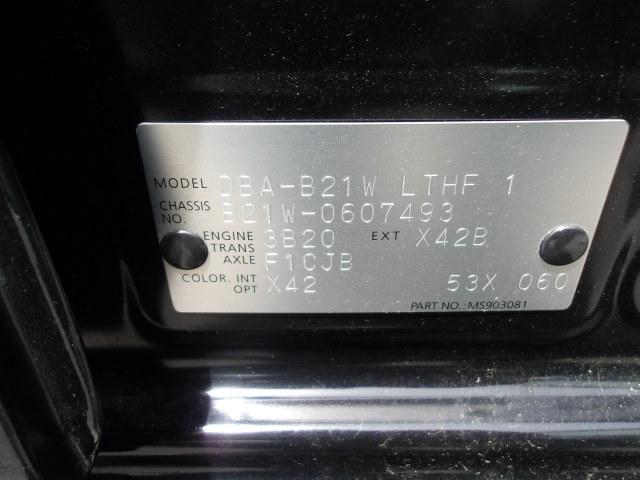 MODEL DBA-B21W LTHF 1
CHASSIS NO. B21W-0607493
ENGINE 3B20 EXT X42B
TRANS AXLE F1CJB
COLOR. INT OPT X42 53X 060
PART NO.: MS903081